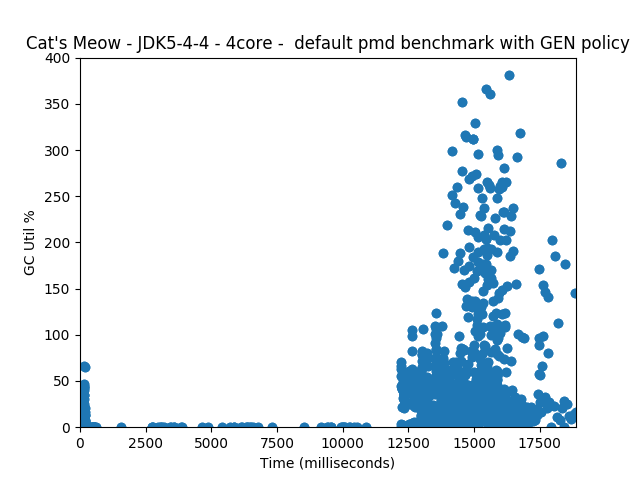 Cat's Meow - JDK5-4-4 - 4core -  default pmd benchmark with GEN policy
400
350
300
250
200
150
100
50
0
GC Util %
0 2500 5000 7500 10000 12500 15000 17500
Time (milliseconds)